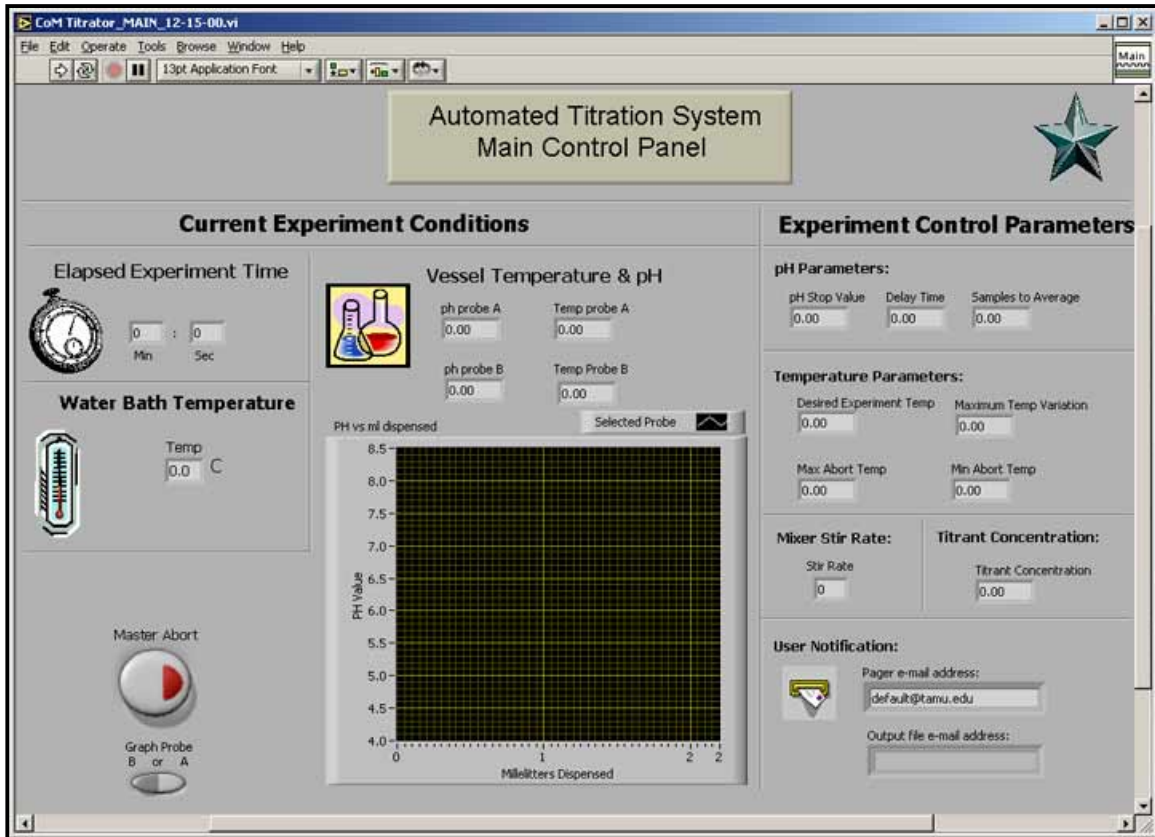 CoM Titrator_MAIN_12-15-00.vi
File Edit Operate Tools Browse Window Help
13pt Application Font
Main
Automated Titration System
Main Control Panel
Current Experiment Conditions
Elapsed Experiment Time
0 : 0
Min Sec
Water Bath Temperature
Temp
0.0 C
Master Abort
Graph Probe
B or A
Vessel Temperature & pH
ph probe A Temp probe A
0.00 0.00
ph probe B Temp Probe B
0.00 0.00
PH vs ml dispensed Selected Probe
8.5
8.0
7.5
7.0
6.5
6.0
5.5
5.0
4.5
4.0
PH Value
0 1 2 2
Millelitters Dispensed
Experiment Control Parameters
pH Parameters:
pH Stop Value Delay Time Samples to Average
0.00 0.00 0.00
Temperature Parameters:
Desired Experiment Temp Maximum Temp Variation
0.00 0.00
Max Abort Temp Min Abort Temp
0.00 0.00
Mixer Stir Rate: Titrant Concentration:
Stir Rate Titrant Concentration
0 0.00
User Notification:
Pager e-mail address:
default@tamu.edu
Output file e-mail address: